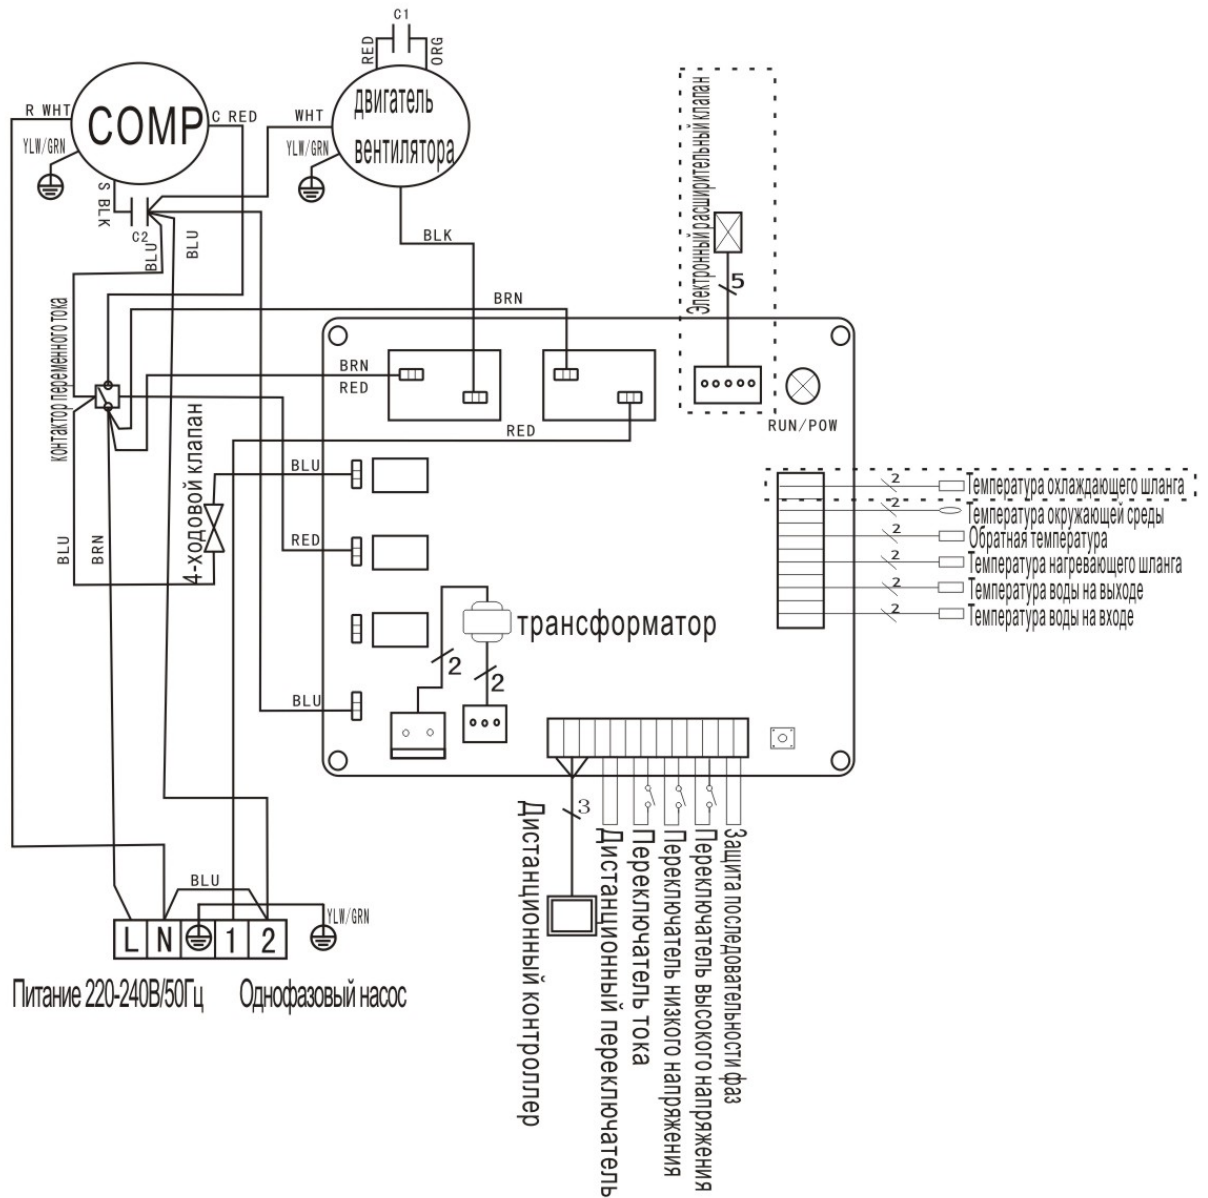 C1
RED
ORG
R WHT
COMP
C RED
WHT
двигатель
вентилятора
YLW/GRN
YLW/GRN
S BLK
C2
BLU
BLU
BLK
Электронный расширительный клапан
5
BRN
контактор переменного тока
BRN
RED
RED
RUN/POW
4-ходовой клапан
BLU
BLU
BRN
RED
BLU
трансформатор
2
2
2
Температура охлаждающего шланга
2
Температура окружающей среды
2
Обратная температура
2
Температура нагревающего шланга
2
Температура воды на выходе
2
Температура воды на входе
3
Дистанционный контроллер
Дистанционный переключатель
Переключатель тока
Переключатель низкого напряжения
Переключатель высокого напряжения
Защита последовательности фаз
BLU
YLW/GRN
L N 1 2
Питание 220-240В/50Гц
Однофазовый насос